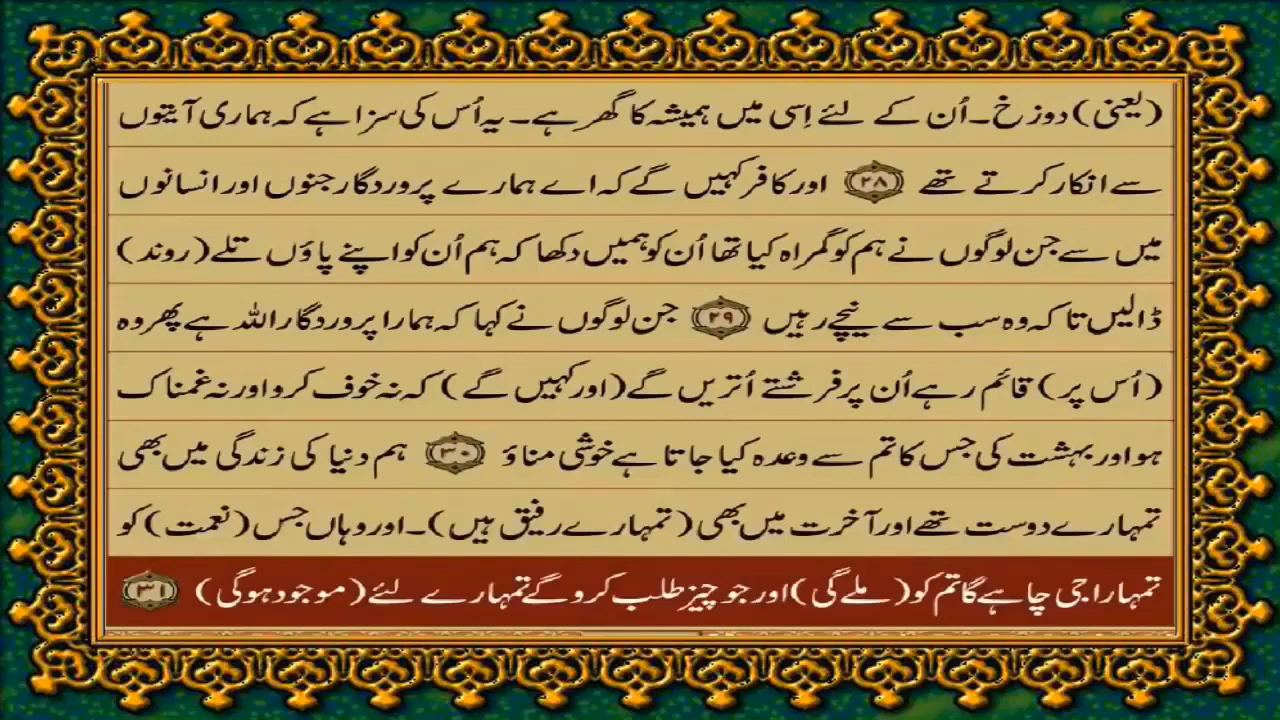 (یعنی) دوزخ۔ اُن کے لئے اِسی میں ہمیشہ کا گھر ہے۔ یہ اُس کی سزا ہے کہ ہماری آیتوں
سے انکار کرتے تھے ۲۸ اور کافر کہیں گے کہ اے ہمارے پروردگار جنوں اور انسانوں
میں سے جن لوگوں نے ہم کو گمراہ کیا تھا اُن کو ہمیں دکھا کہ ہم اُن کو اپنے پاؤں تلے (روند)
ڈالیں تا کہ وہ سب سے نیچے رہیں ۲۹ جن لوگوں نے کہا کہ ہمارا پروردگار اللہ ہے پھر وہ
(اُس پر) قائم رہے اُن پر فرشتے اُتریں گے (اور کہیں گے) کہ نہ خوف کرو اور نہ غمناک
ہو اور بہشت کی جس کا تم سے وعدہ کیا جاتا ہے خوشی مناؤ ۳۰ ہم دنیا کی زندگی میں بھی
تمہارے دوست تھے اور آخرت میں بھی (تمہارے رفیق ہیں)۔ اور وہاں جس (نعمت) کو
تمہارا جی چاہے گا تم کو (ملے گی) اور جو چیز طلب کرو گے تمہارے لئے (موجود ہوگی) ۳۱